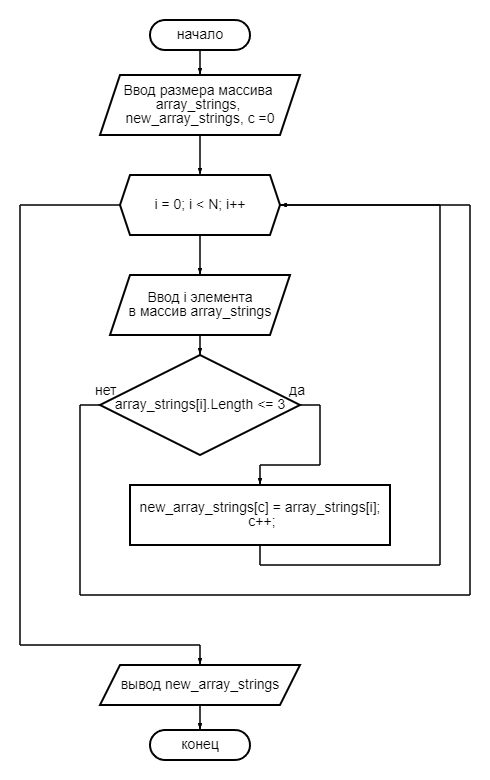 начало
Ввод размера массива
array_strings,
new_array_strings, c =0
i = 0; i < N; i++
Ввод i элемента
в массив array_strings
нет
да
array_strings[i].Length <= 3
new_array_strings[c] = array_strings[i];
c++;
вывод new_array_strings
конец